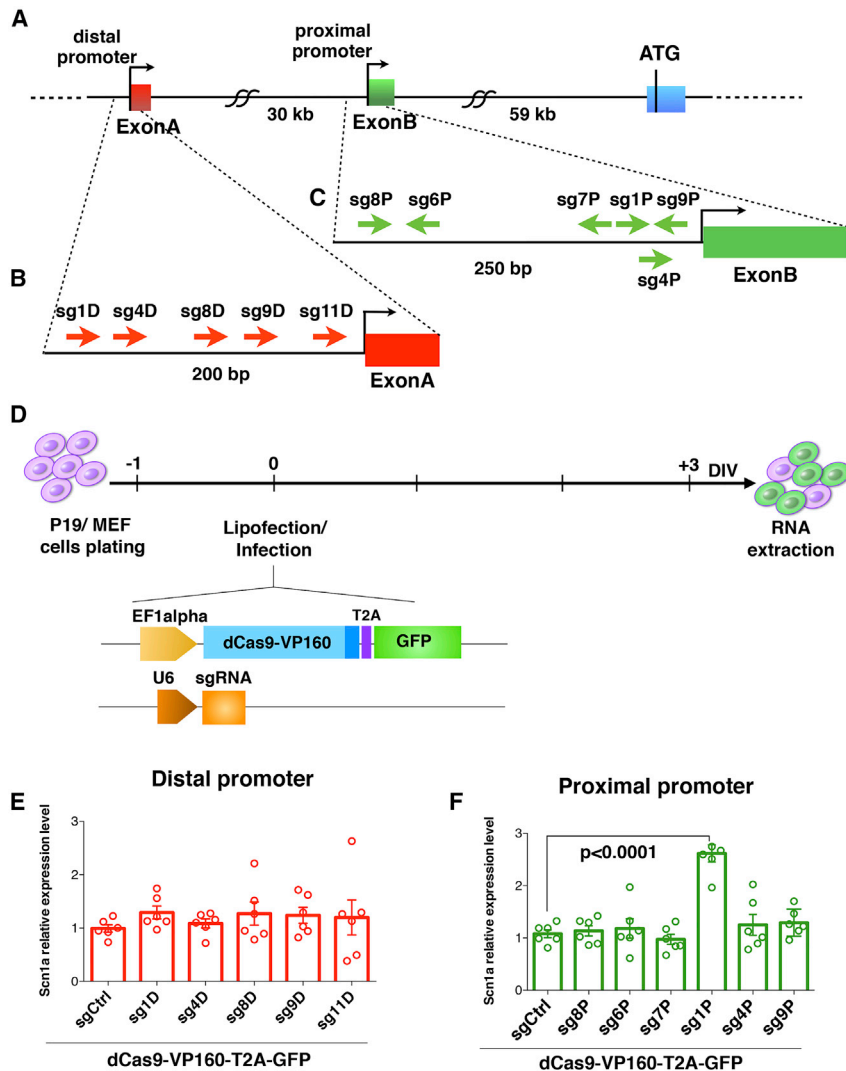 A
distal
promoter
proximal
promoter
ATG
ExonA
30 kb
ExonB
59 kb
C
sg8P sg6P sg7P sg1P sg9P
sg4P
250 bp
ExonB
B
sg1D sg4D sg8D sg9D sg11D
200 bp
ExonA
D
-1 0 +3 DIV
P19/ MEF
cells plating
Lipofection/
Infection
RNA
extraction
EF1alpha
T2A
dCas9-VP160
GFP
U6 sgRNA
Distal promoter
E
Scn1a relative expression level
3
2
1
0
sgCtrl sg1D sg4D sg8D sg9D sg11D
dCas9-VP160-T2A-GFP
Proximal promoter
F
Scn1a relative expression level
3
2
1
0
p<0.0001
sgCtrl sg8P sg6P sg7P sg1P sg4P sg9P
dCas9-VP160-T2A-GFP